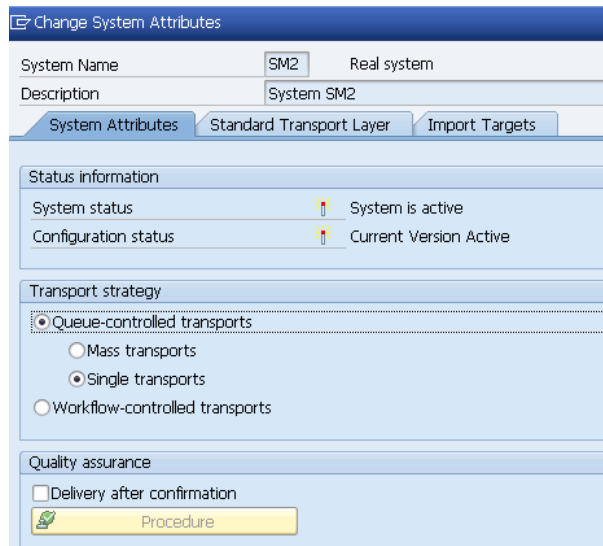 Change System Attributes
System Name SM2 Real system
Description System SM2
System Attributes Standard Transport Layer Import Targets
Status information
System status System is active
Configuration status Current Version Active
Transport strategy
Queue-controlled transports
Mass transports
Single transports
Workflow-controlled transports
Quality assurance
Delivery after confirmation
Procedure